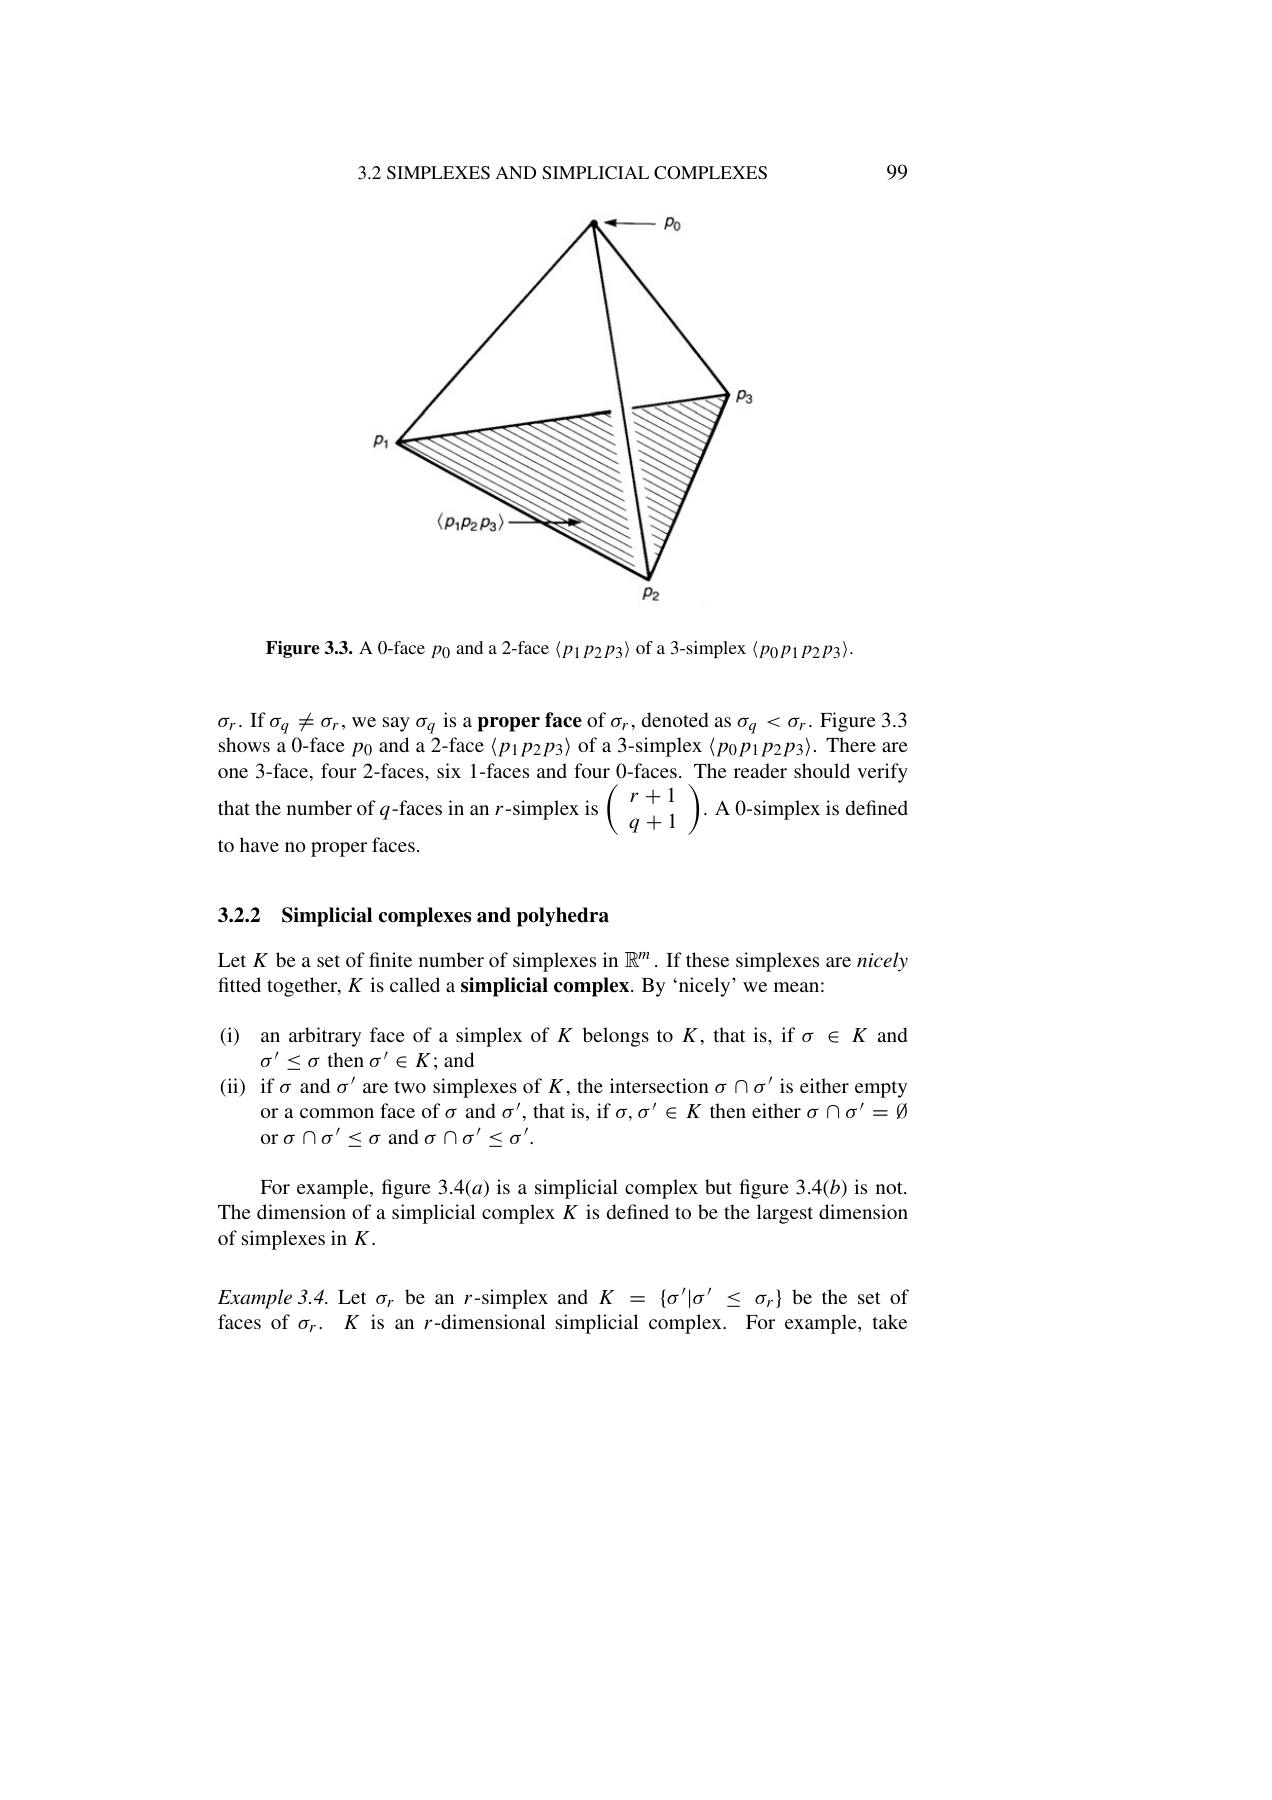 3.2 SIMPLEXES AND SIMPLICIAL COMPLEXES 99
p0
p3
p1
⟨p1p2p3⟩
p2
Figure 3.3. A 0-face p0 and a 2-face ⟨p1p2p3⟩ of a 3-simplex ⟨p0p1p2p3⟩.
σr. If σq ≠ σr, we say σq is a proper face of σr, denoted as σq < σr. Figure 3.3
shows a 0-face p0 and a 2-face ⟨p1p2p3⟩ of a 3-simplex ⟨p0p1p2p3⟩. There are
one 3-face, four 2-faces, six 1-faces and four 0-faces. The reader should verify
that the number of q-faces in an r-simplex is ( r + 1 q + 1 ). A 0-simplex is defined
to have no proper faces.
3.2.2 Simplicial complexes and polyhedra
Let K be a set of finite number of simplexes in ℝᵐ. If these simplexes are nicely
fitted together, K is called a simplicial complex. By ‘nicely’ we mean:
(i) an arbitrary face of a simplex of K belongs to K, that is, if σ ∈ K and
σ′ ≤ σ then σ′ ∈ K; and
(ii) if σ and σ′ are two simplexes of K, the intersection σ ∩ σ′ is either empty
or a common face of σ and σ′, that is, if σ, σ′ ∈ K then either σ ∩ σ′ = ∅
or σ ∩ σ′ ≤ σ and σ ∩ σ′ ≤ σ′.
For example, figure 3.4(a) is a simplicial complex but figure 3.4(b) is not.
The dimension of a simplicial complex K is defined to be the largest dimension
of simplexes in K.
Example 3.4. Let σr be an r-simplex and K = {σ′|σ′ ≤ σr} be the set of
faces of σr. K is an r-dimensional simplicial complex. For example, take